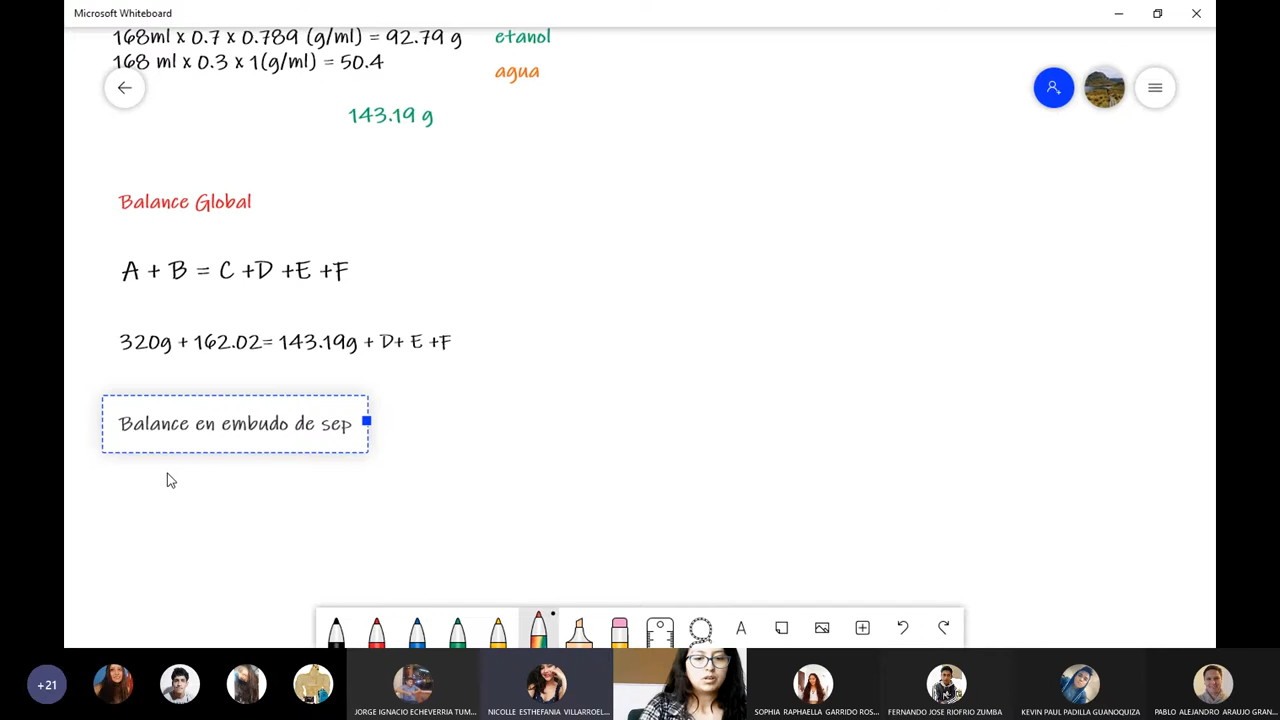 Microsoft Whiteboard
168ml x 0.7 x 0.789 (g/ml) = 92.79 g
etanol
168 ml x 0.3 x 1(g/ml) = 50.4
agua
143.19 g
Balance Global
A + B = C +D +E +F
320g + 162.02= 143.19g + D+ E +F
Balance en embudo de sep
A
+21
JORGE IGNACIO ECHEVERRIA TUM...
NICOLLE ESTHEFANIA VILLARROEL...
SOPHIA RAPHAELLA GARRIDO ROS...
FERNANDO JOSE RIOFRIO ZUMBA
KEVIN PAUL PADILLA GUANOQUIZA
PABLO ALEJANDRO ARAUJO GRAN...